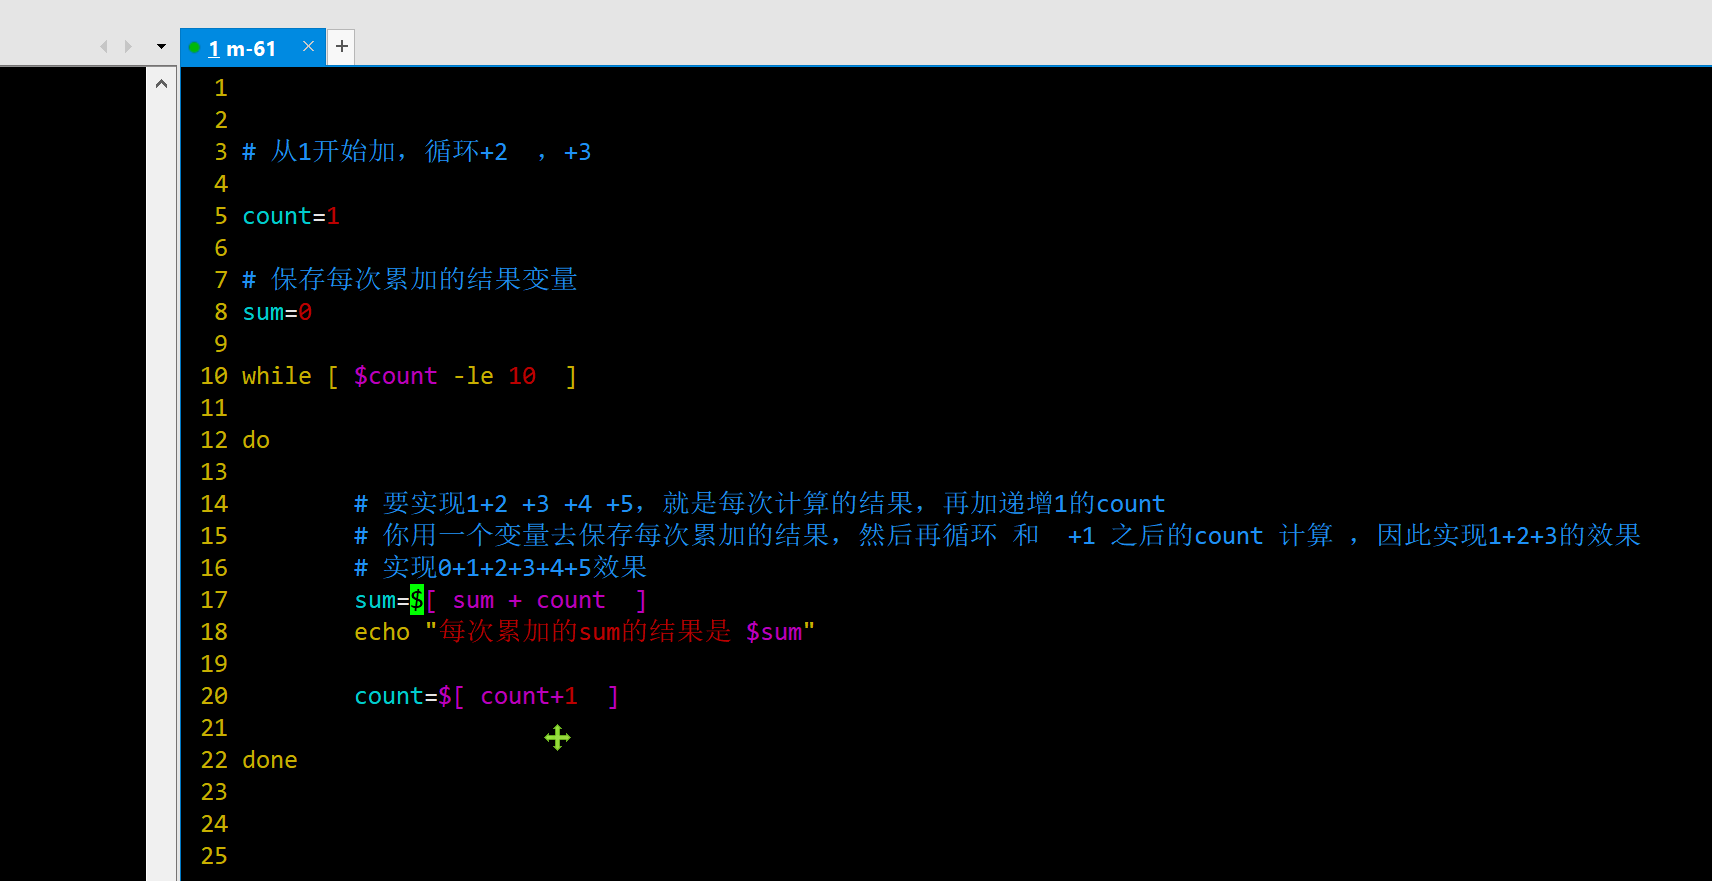 1 m-61 × +
1
2
3 # 从1开始加，循环+2  ，+3
4
5 count=1
6
7 # 保存每次累加的结果变量
8 sum=0
9
10 while [ $count -le 10  ]
11
12 do
13
14         # 要实现1+2 +3 +4 +5，就是每次计算的结果，再加递增1的count
15         # 你用一个变量去保存每次累加的结果，然后再循环 和  +1 之后的count 计算 ，因此实现1+2+3的效果
16         # 实现0+1+2+3+4+5效果
17         sum=$[ sum + count  ]
18         echo "每次累加的sum的结果是 $sum"
19
20         count=$[ count+1  ]
21
22 done
23
24
25